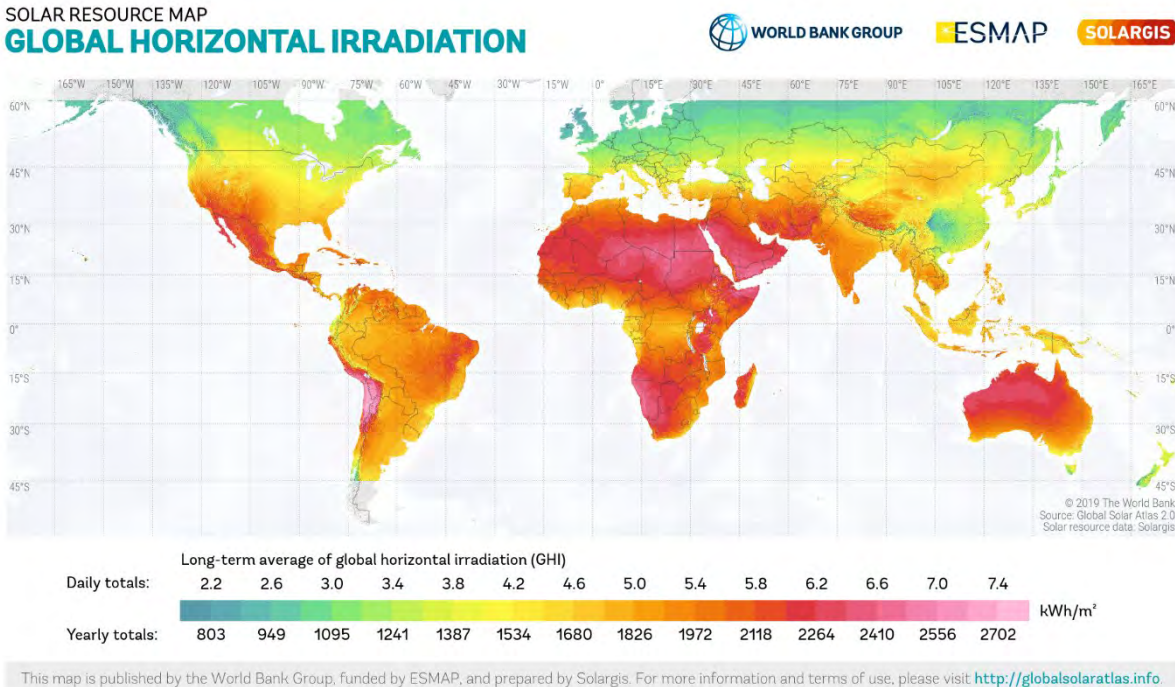 SOLAR RESOURCE MAP
GLOBAL HORIZONTAL IRRADIATION
WORLD BANK GROUP
ESMAP
SOLARGIS
165°W 150°W 135°W 120°W 105°W 90°W 75°W 60°W 45°W 0° 15°E 30°E 45°E 60°E 75°E 90°E 105°E 120°E 135°E 150°E 165°E
60°N 60°N
45°N 45°N
30°N 30°N
15°N 15°N
0° 0°
15°S 15°S
30°S 30°S
45°S 45°S
© 2019 The World Bank
Source: Global Solar Atlas 2.0
Solar resource data: Solargis
Long-term average of global horizontal irradiation (GHI)
Daily totals: 2.2 2.6 3.0 3.4 3.8 4.2 4.6 5.0 5.4 5.8 6.2 6.6 7.0 7.4
kWh/m²
Yearly totals: 803 949 1095 1241 1387 1534 1680 1826 1972 2118 2264 2410 2556 2702
This map is published by the World Bank Group, funded by ESMAP, and prepared by Solargis. For more information and terms of use, please visit http://globalsolaratlas.info.